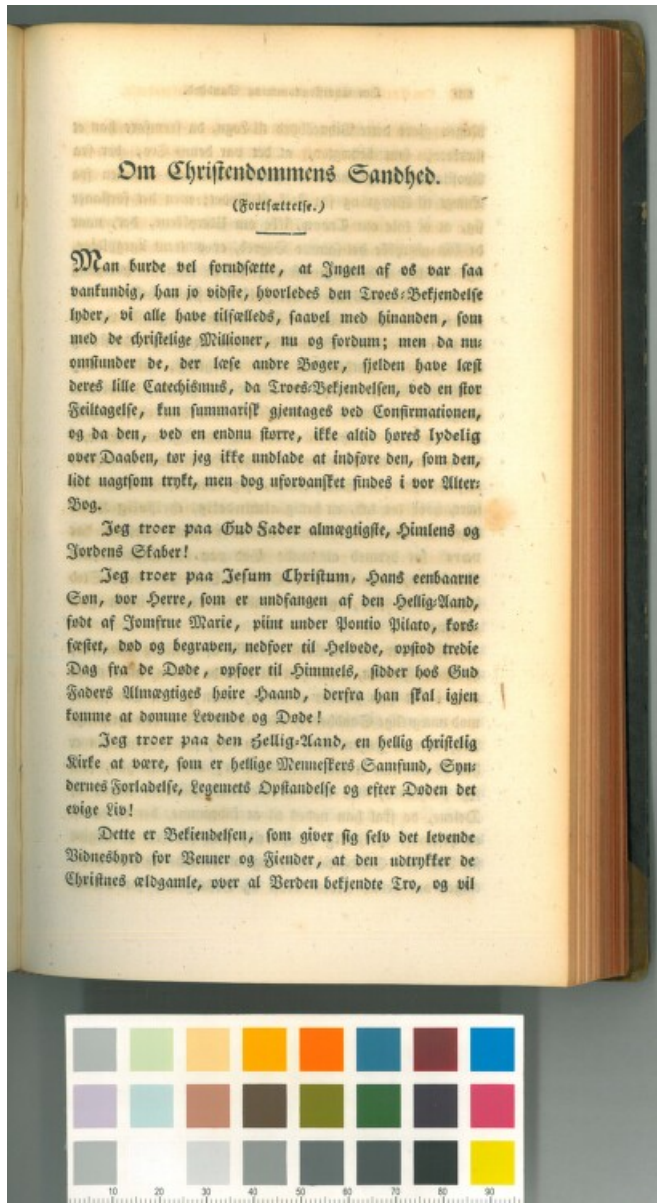 Om Christendommens Sandhed.
(Fortsættelse.)
Man burde vel forudsætte, at Ingen af os var saa
vankundig, han jo vidste, hvorledes den Troes-Bekjendelse
lyder, vi alle have tilfælleds, saavel med hinanden, som
med de christelige Millioner, nu og fordum; men da nu-
omstunder de, der læse andre Bøger, sjelden have læst
deres lille Catechismus, da Troes-Bekjendelsen, ved en stor
Feiltagelse, kun summarisk gjentages ved Confirmationen,
og da den, ved en endnu større, ikke altid høres lydelig
over Daaben, tør jeg ikke undlade at indføre den, som den,
lidt uagtsom trykt, men dog uforvansket findes i vor Alter-
Bog.
Jeg troer paa Gud Fader almægtigste, Himlens og
Jordens Skaber!
Jeg troer paa Jesum Christum, Hans eenbaarne
Søn, vor Herre, som er undfangen af den Hellig-Aand,
født af Jomfrue Marie, piint under Pontio Pilato, kors-
fæstet, død og begraven, nedfoer til Helvede, opstod tredie
Dag fra de Døde, opfoer til Himmels, sidder hos Gud
Faders Almægtiges høire Haand, derfra han skal igjen
komme at dømme Levende og Døde!
Jeg troer paa den Hellig-Aand, en hellig christelig
Kirke at være, som er hellige Menneskers Samfund, Syn-
dernes Forladelse, Legemets Opstandelse og efter Døden det
evige Liv!
Dette er Bekiendelsen, som giver sig selv det levende
Vidnesbyrd for Venner og Fiender, at den udtrykker de
Christnes ældgamle, over al Verden bekjendte Tro, og vil
10 20 30 40 50 60 70 80 90